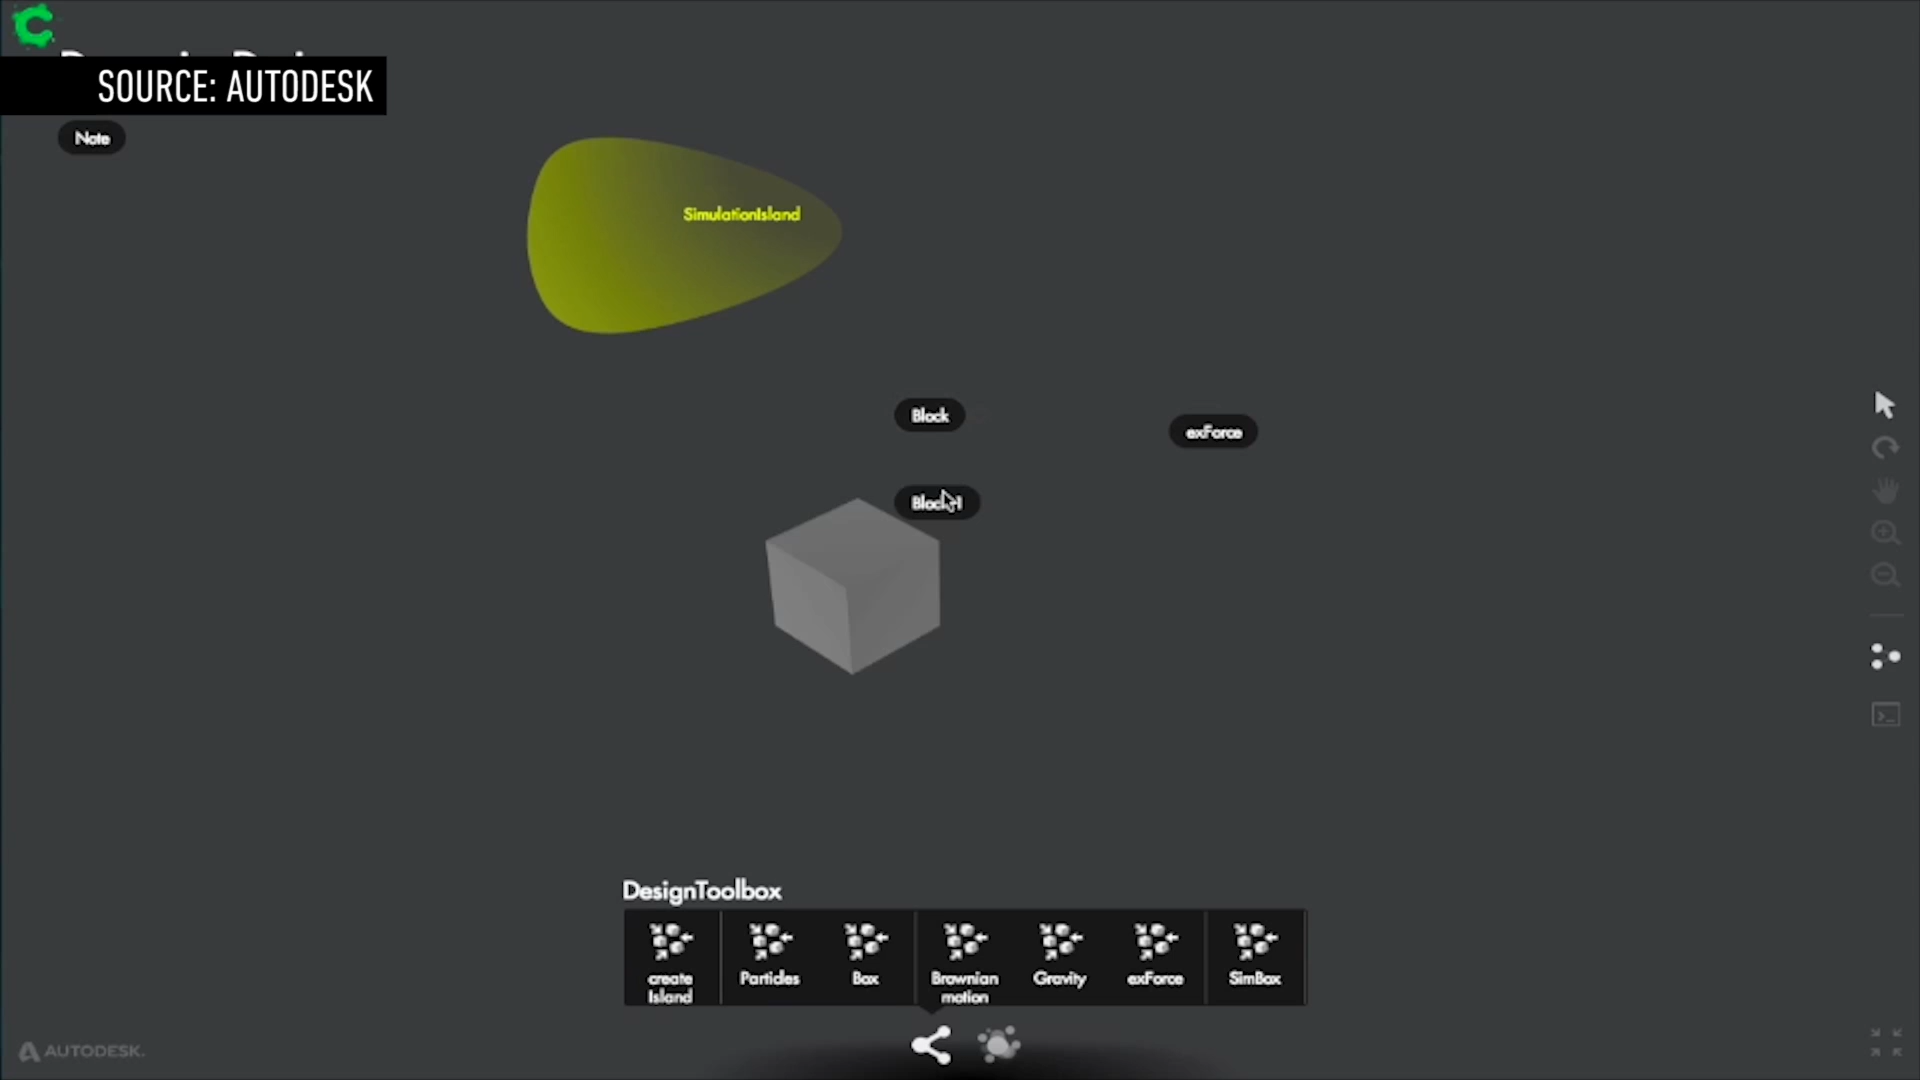 SOURCE: AUTODESK
Note
SimulationIsland
Block
exForce
DesignToolbox
create
Island
Particles
Box
Brownian
motion
Gravity
exForce
SimBox
AUTODESK.